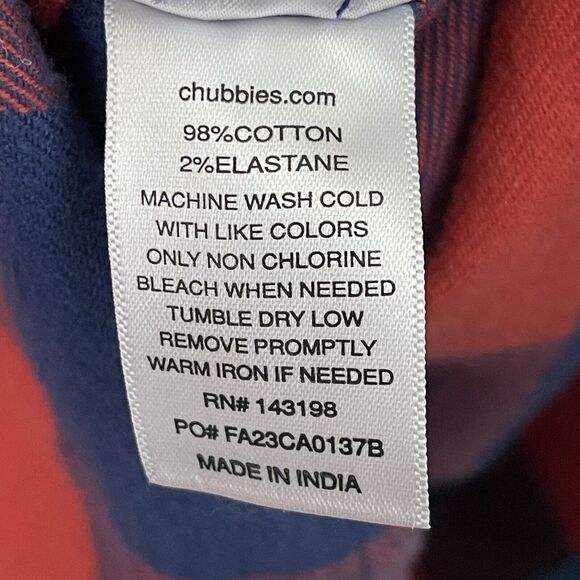 chubbies.com
98%COTTON
2%ELASTANE
MACHINE WASH COLD
WITH LIKE COLORS
ONLY NON CHLORINE
BLEACH WHEN NEEDED
TUMBLE DRY LOW
REMOVE PROMPTLY
WARM IRON IF NEEDED
RN# 143198
PO# FA23CA0137B
MADE IN INDIA